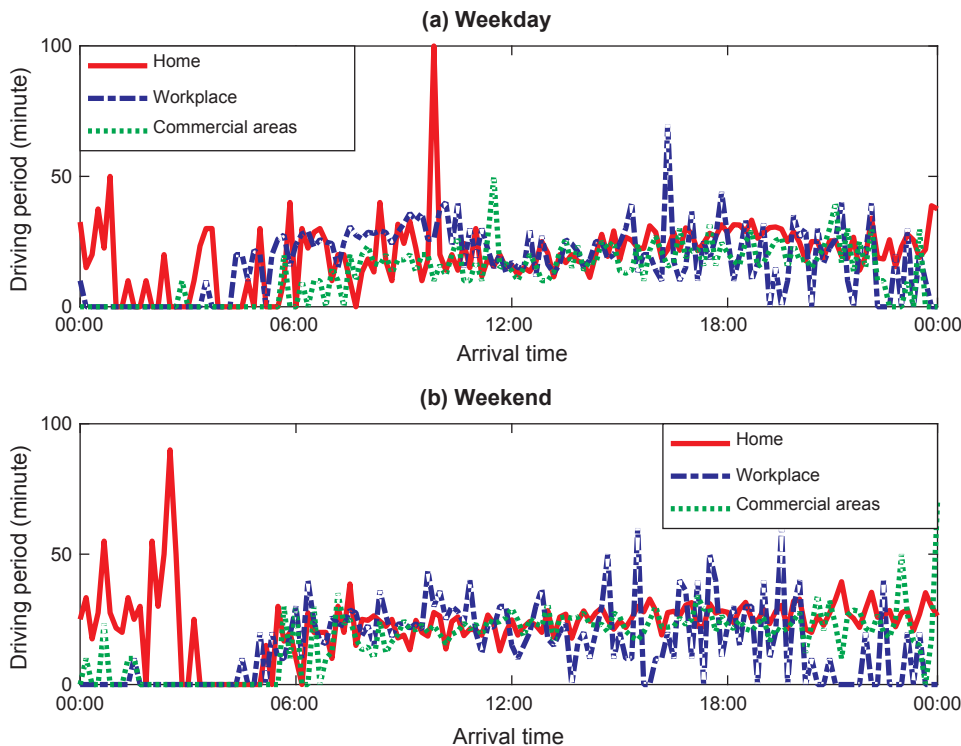 (a) Weekday
100
50
0
Driving period (minute)
Home
Workplace
Commercial areas
00:00 06:00 12:00 18:00 00:00
Arrival time
(b) Weekend
100
50
0
Driving period (minute)
Home
Workplace
Commercial areas
00:00 06:00 12:00 18:00 00:00
Arrival time